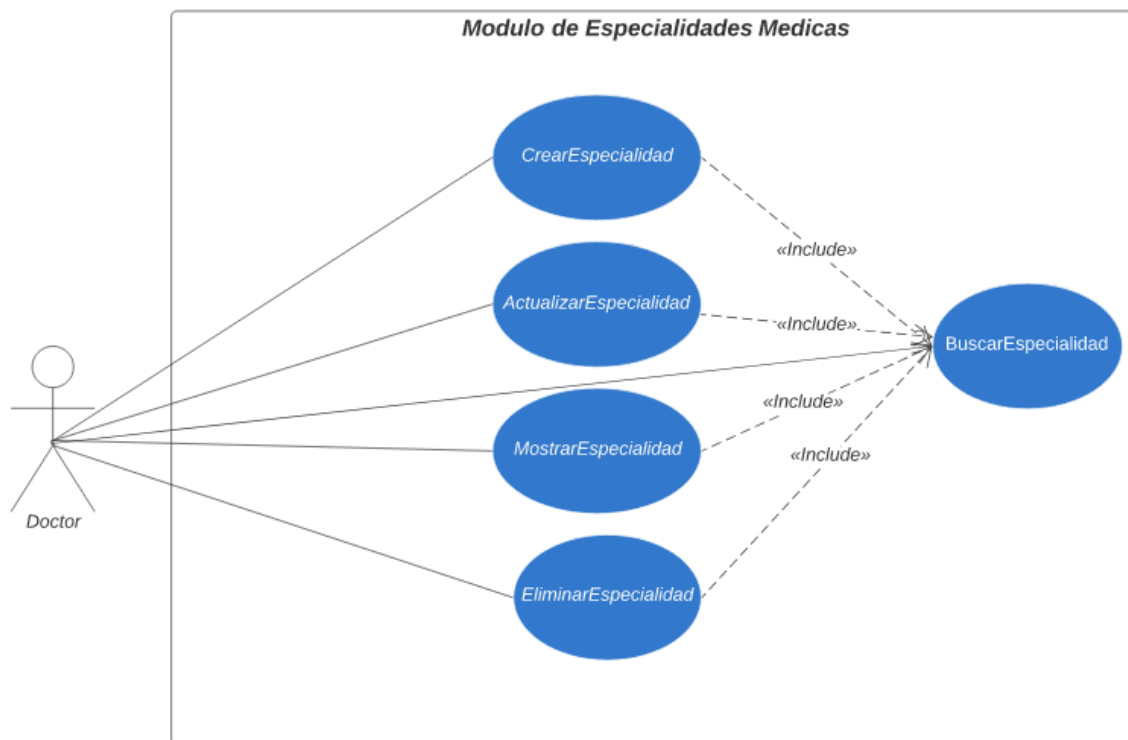 Modulo de Especialidades Medicas
CrearEspecialidad
«Include»
ActualizarEspecialidad
«Include»
BuscarEspecialidad
«Include»
MostrarEspecialidad
«Include»
Doctor
EliminarEspecialidad